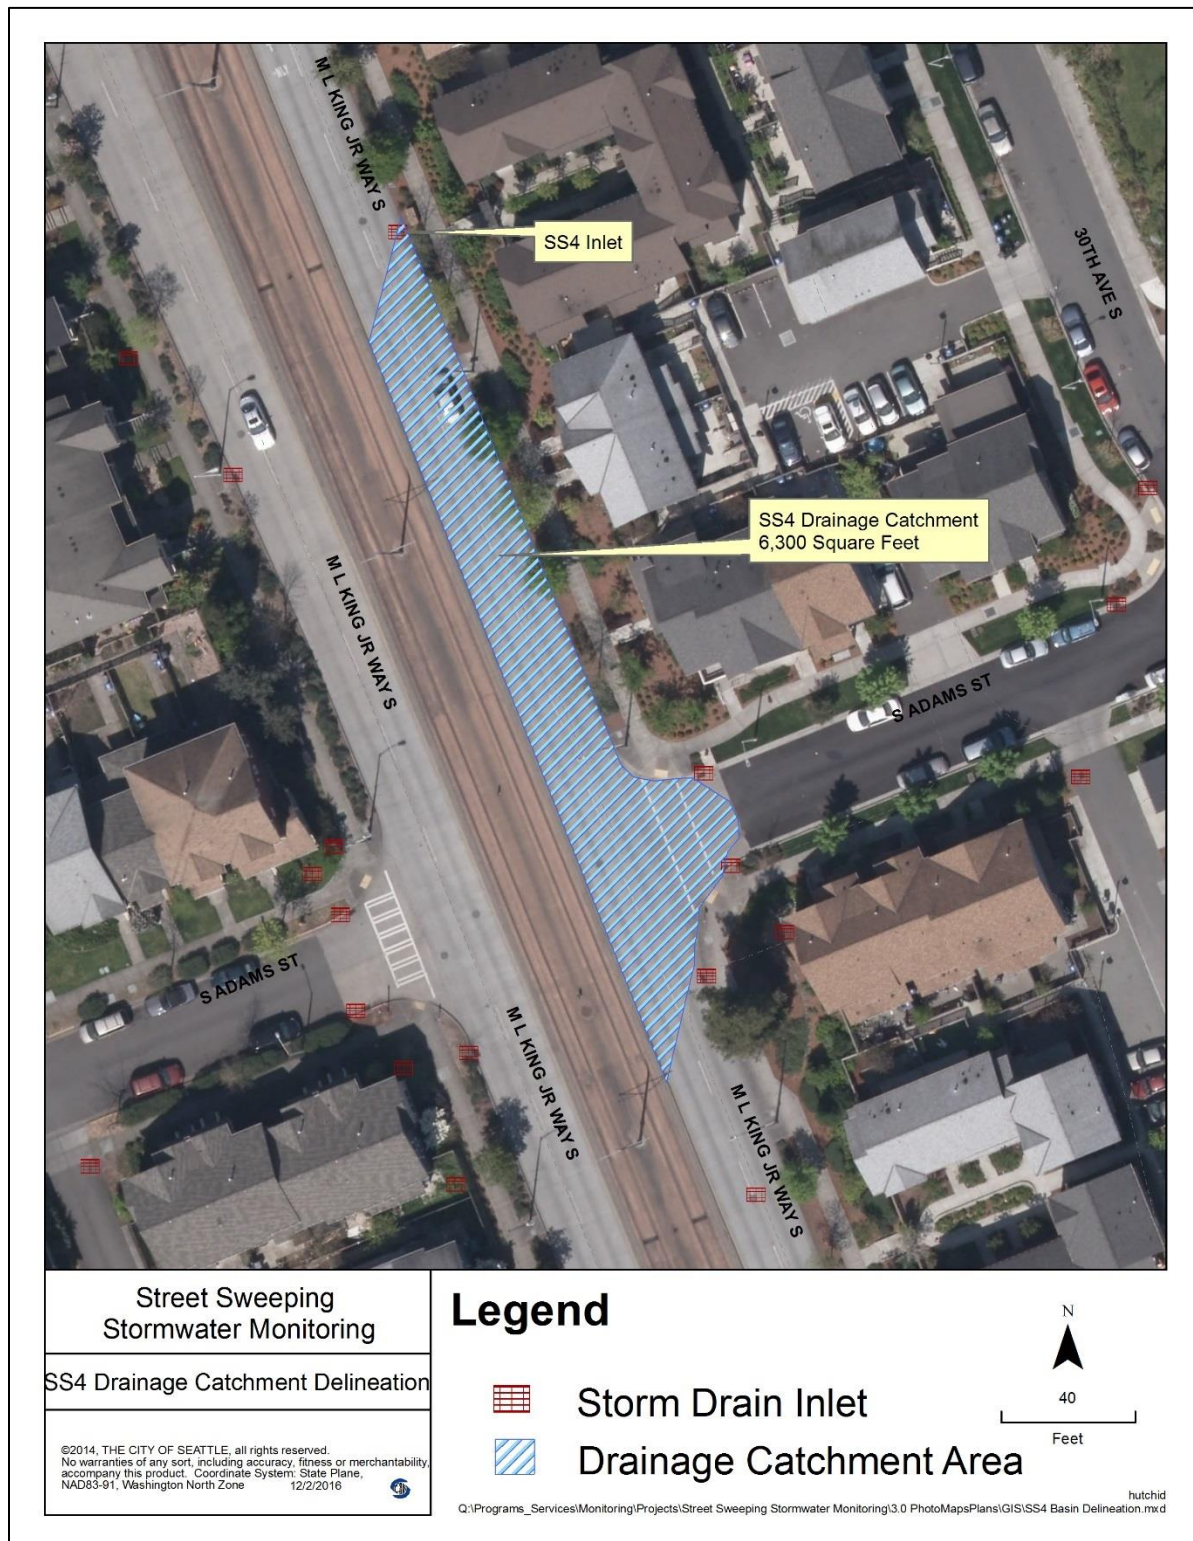 M L KING JR WAY S
SS4 Inlet
30TH AVE S
SS4 Drainage Catchment
6,300 Square Feet
M L KING JR WAY S
S ADAMS ST
S ADAMS ST
M L KING JR WAY S
M L KING JR WAY S
Street Sweeping
Stormwater Monitoring
SS4 Drainage Catchment Delineation
©2014, THE CITY OF SEATTLE, all rights reserved.
No warranties of any sort, including accuracy, fitness or merchantability,
accompany this product. Coordinate System: State Plane,
NAD83-91, Washington North Zone 12/2/2016
Legend
Storm Drain Inlet
Drainage Catchment Area
N
40
Feet
hutchid
Q:\Programs_Services\Monitoring\Projects\Street Sweeping Stormwater Monitoring\3.0 PhotoMapsPlans\GIS\SS4 Basin Delineation.mxd